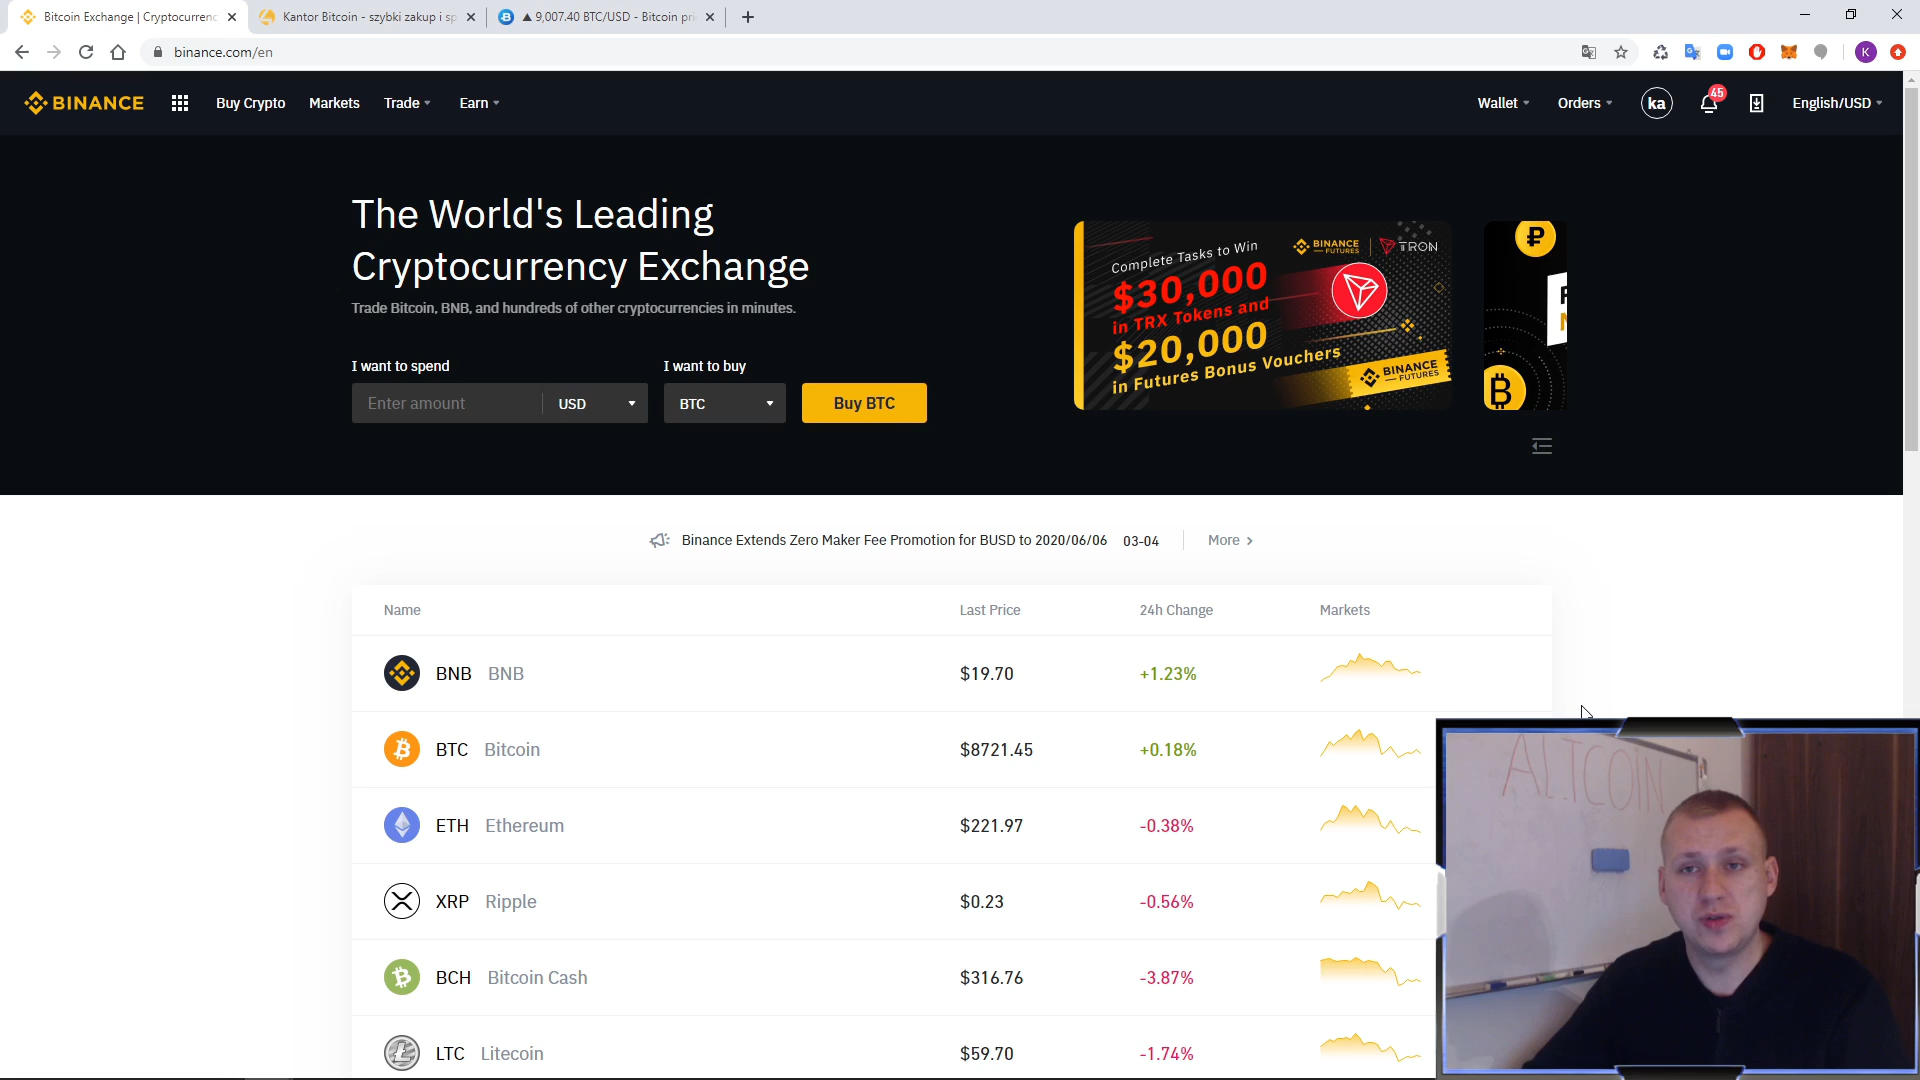 Bitcoin Exchange | Cryptocurrenc
Kantor Bitcoin - szybki zakup i sp
▲ 9,007.40 BTC/USD - Bitcoin pri
binance.com/en
K
BINANCE
Buy Crypto
Markets
Trade
Earn
Wallet
Orders
ka
45
English/USD
The World's Leading
Cryptocurrency Exchange
Trade Bitcoin, BNB, and hundreds of other cryptocurrencies in minutes.
I want to spend
I want to buy
Enter amount
USD
BTC
Buy BTC
Complete Tasks to Win
$30,000
in TRX Tokens and
$20,000
in Futures Bonus Vouchers
BINANCE
FUTURES
TRON
BINANCE
FUTURES
Binance Extends Zero Maker Fee Promotion for BUSD to 2020/06/06 03-04
More
Name Last Price 24h Change Markets
BNB BNB $19.70 +1.23%
BTC Bitcoin $8721.45 +0.18%
ETH Ethereum $221.97 -0.38%
XRP Ripple $0.23 -0.56%
BCH Bitcoin Cash $316.76 -3.87%
LTC Litecoin $59.70 -1.74%
ALTCOIN